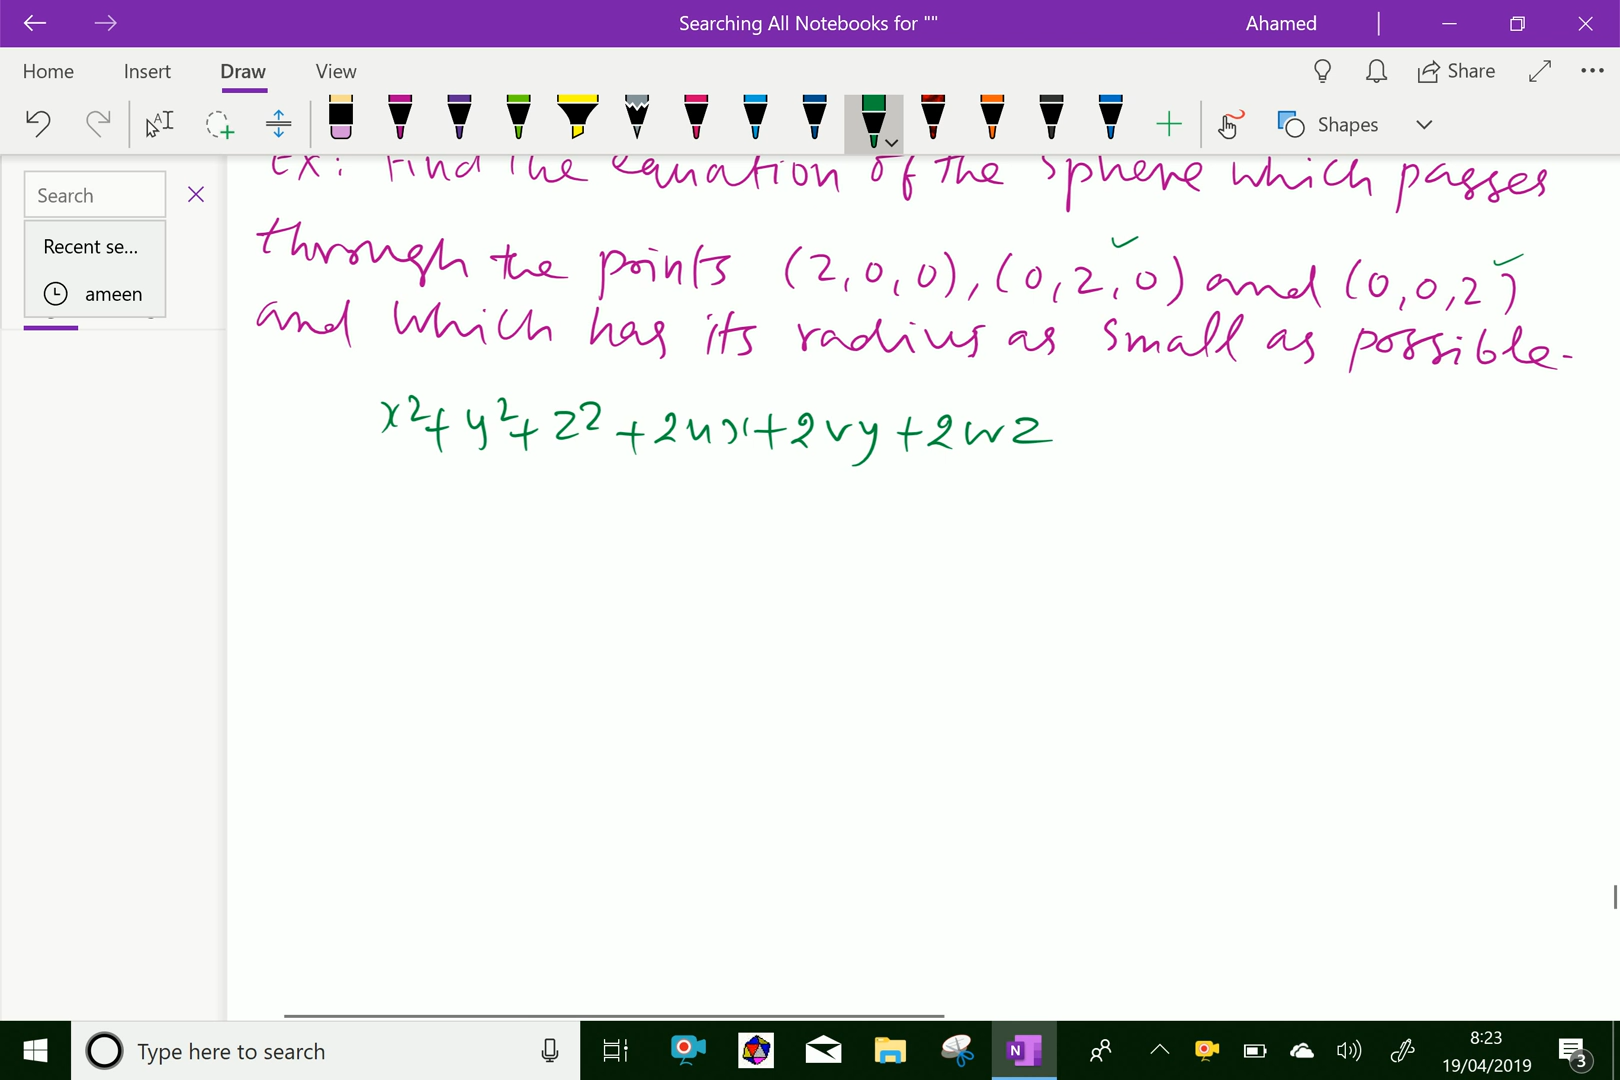 Searching All Notebooks for ""
Ahamed
Home Insert Draw View
Share
Shapes
Search
Recent se...
ameen
Ex: Find the equation of the sphere which passes
through the points (2,0,0), (0,2,0) and (0,0,2)
and which has its radius as small as possible.
x²+y²+z²+2ux+2vy+2wz
Type here to search
8:23
19/04/2019
3